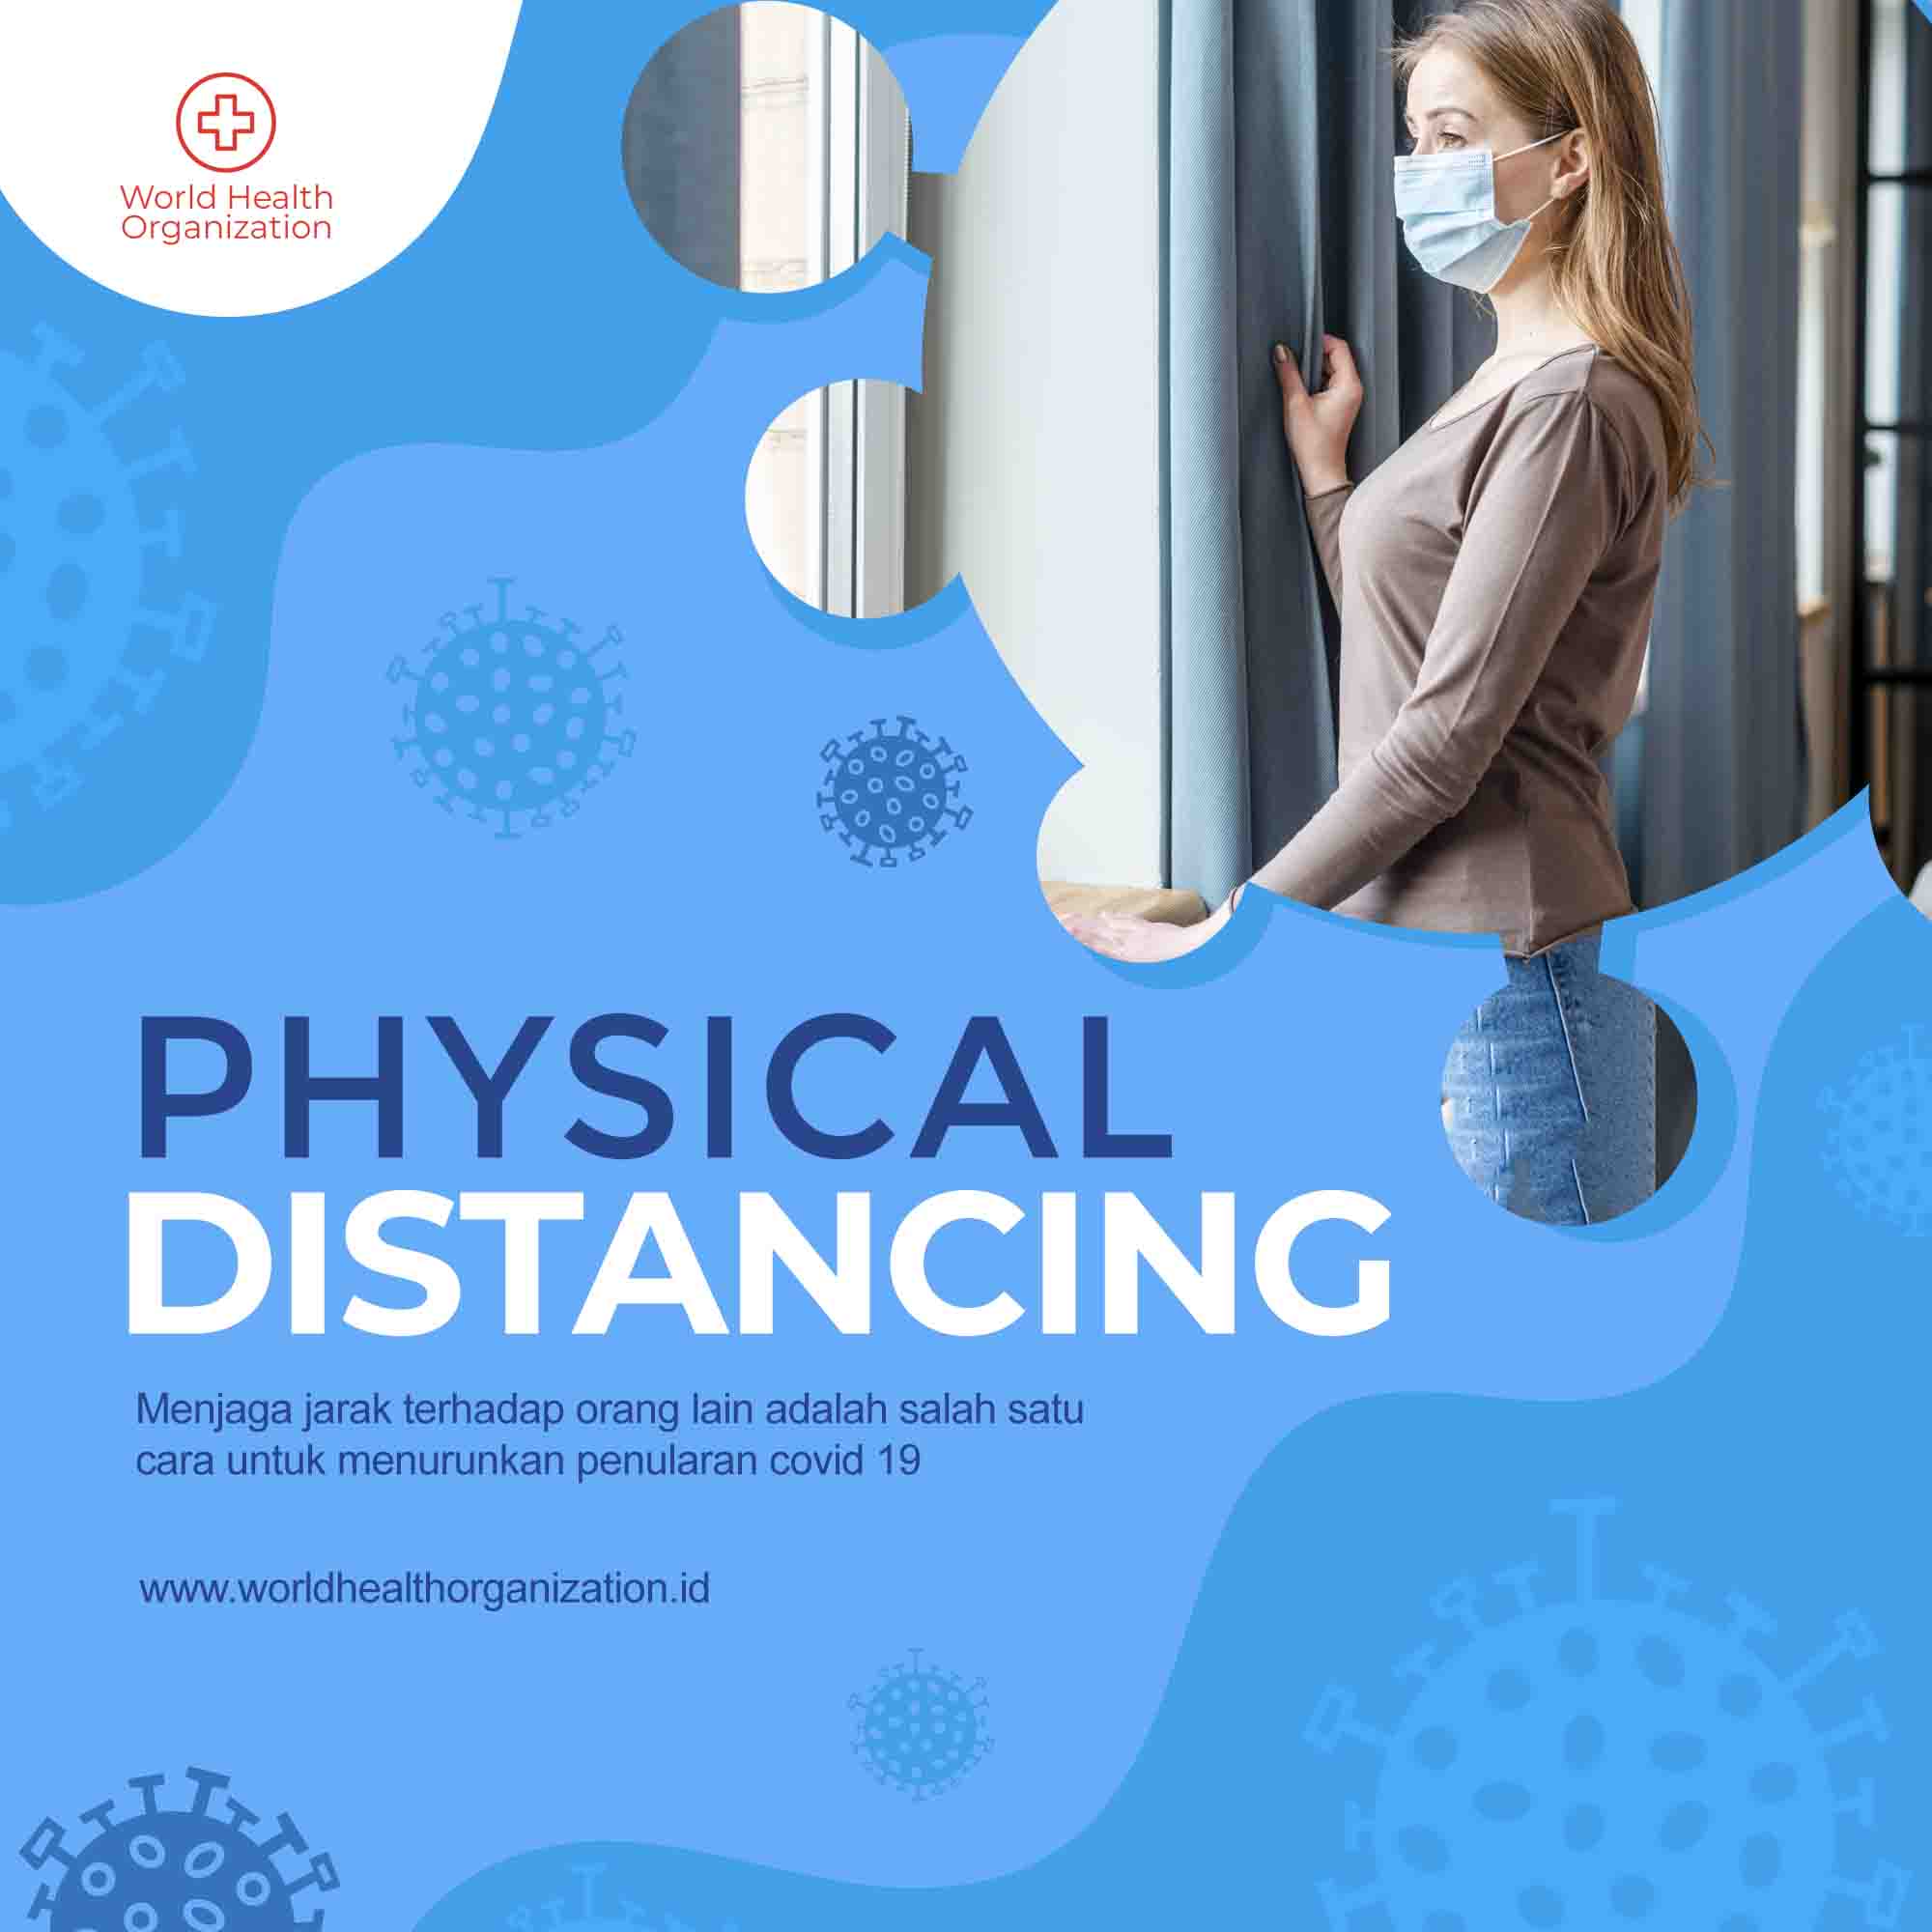 World Health
Organization
PHYSICAL
DISTANCING
Menjaga jarak terhadap orang lain adalah salah satu
cara untuk menurunkan penularan covid 19
www.worldhealthorganization.id